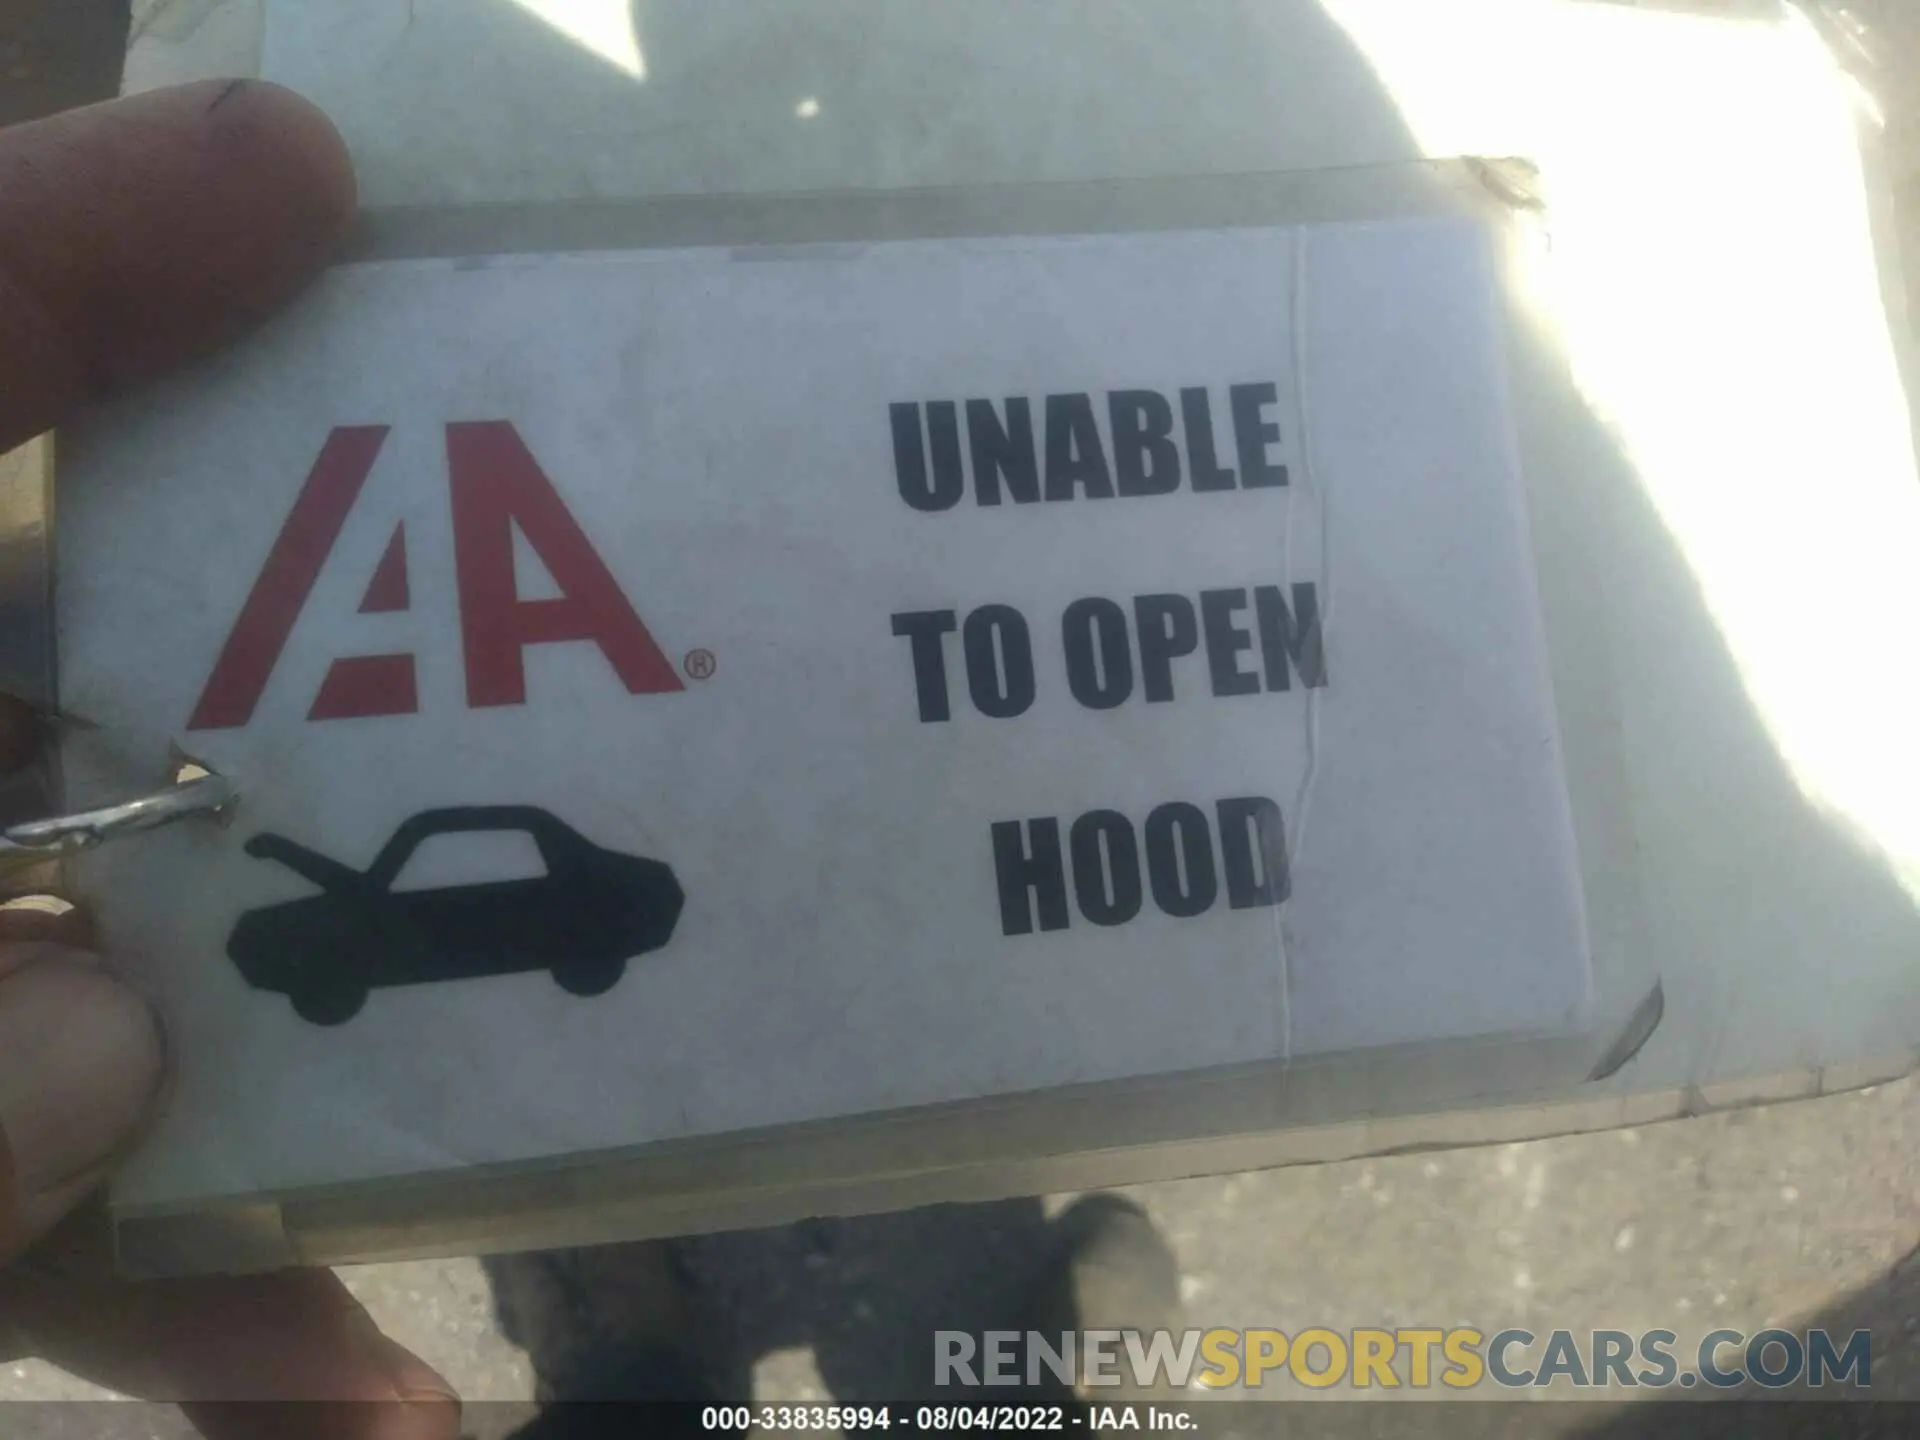 IAA®
UNABLE
TO OPEN
HOOD
RENEWSPORTSCARS.COM
000-33835994 - 08/04/2022 - IAA Inc.